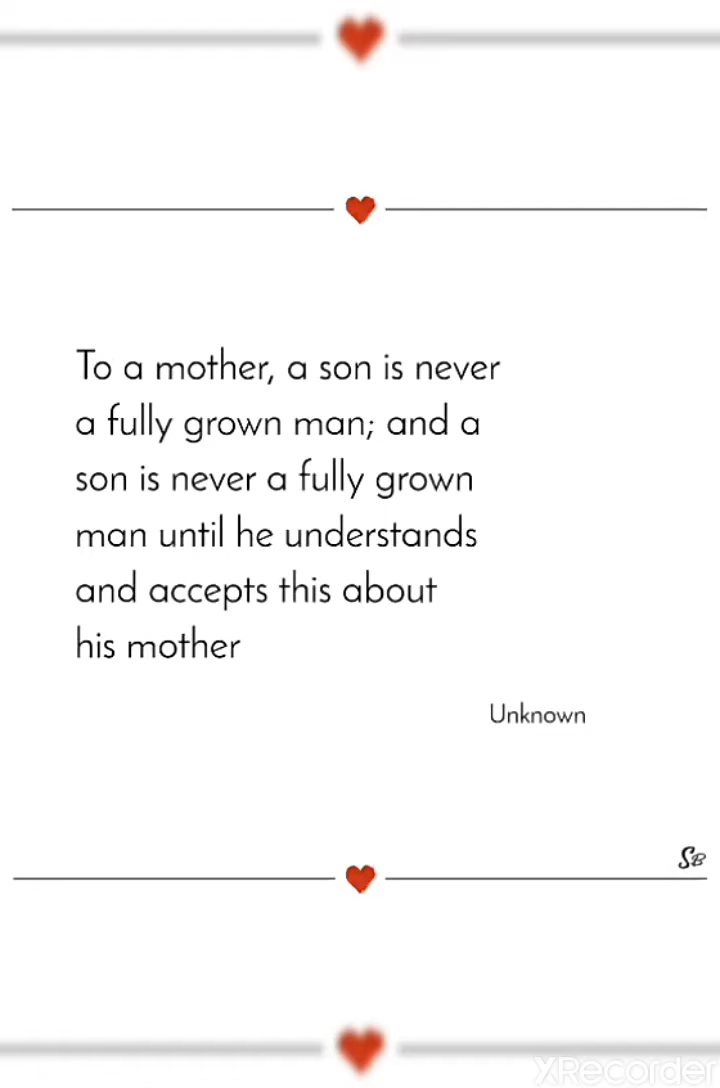 To a mother, a son is never
a fully grown man; and a
son is never a fully grown
man until he understands
and accepts this about
his mother
Unknown
SB
XRecorder